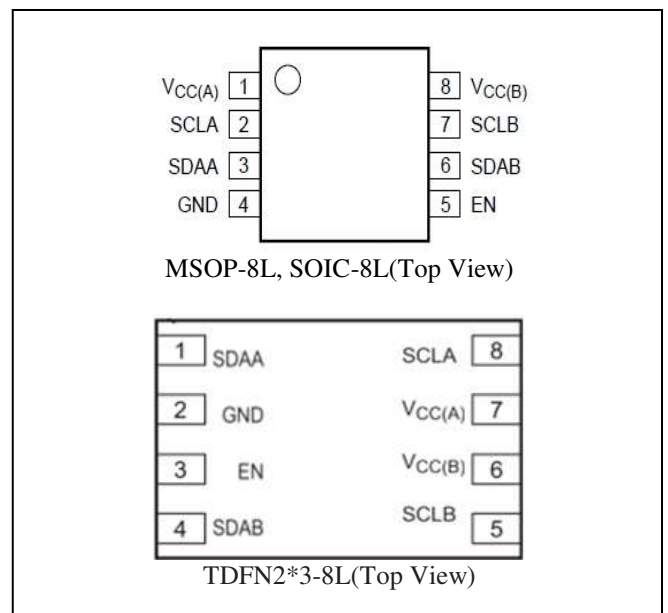 VCC(A) 1 8 VCC(B)
SCLA 2 7 SCLB
SDAA 3 6 SDAB
GND 4 5 EN
MSOP-8L, SOIC-8L(Top View)
1 SDAA SCLA 8
2 GND VCC(A) 7
3 EN VCC(B) 6
4 SDAB SCLB 5
TDFN2*3-8L(Top View)